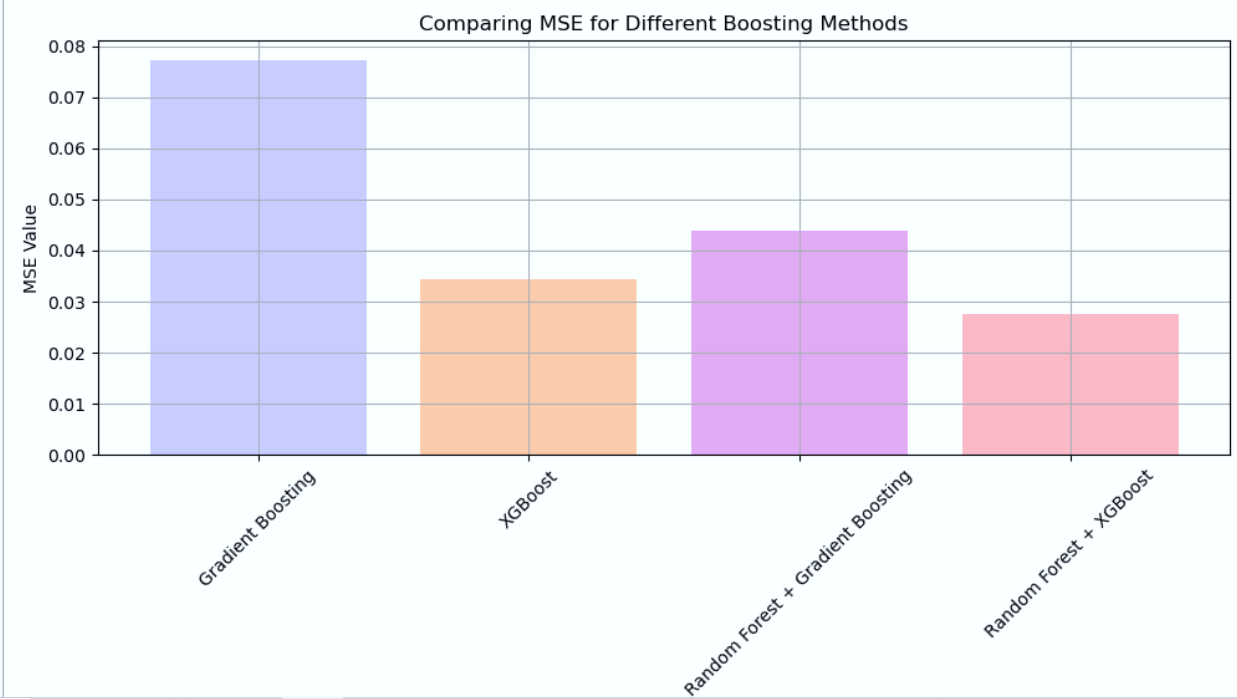 Comparing MSE for Different Boosting Methods
MSE Value
0.08
0.07
0.06
0.05
0.04
0.03
0.02
0.01
0.00
Gradient Boosting
XGBoost
Random Forest + Gradient Boosting
Random Forest + XGBoost